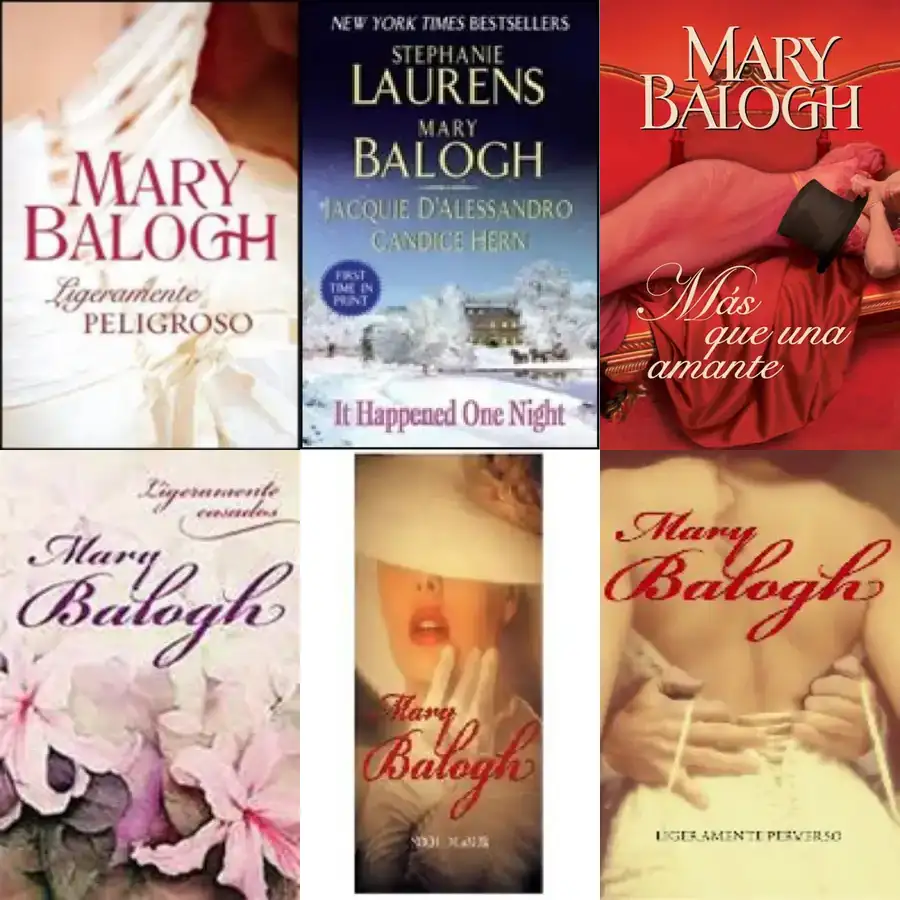 MARY
BALOGH
Ligeramente
PELIGROSO
NEW YORK TIMES BESTSELLERS
STEPHANIE
LAURENS
MARY
BALOGH
JACQUIE D'ALESSANDRO
CANDICE HERN
FIRST
TIME IN
PRINT
It Happened One Night
MARY
BALOGH
Más
que una
amante
Ligeramente
casados
Mary
Balogh
Mary
Balogh
Mary
Balogh
LIGERAMENTE PERVERSO